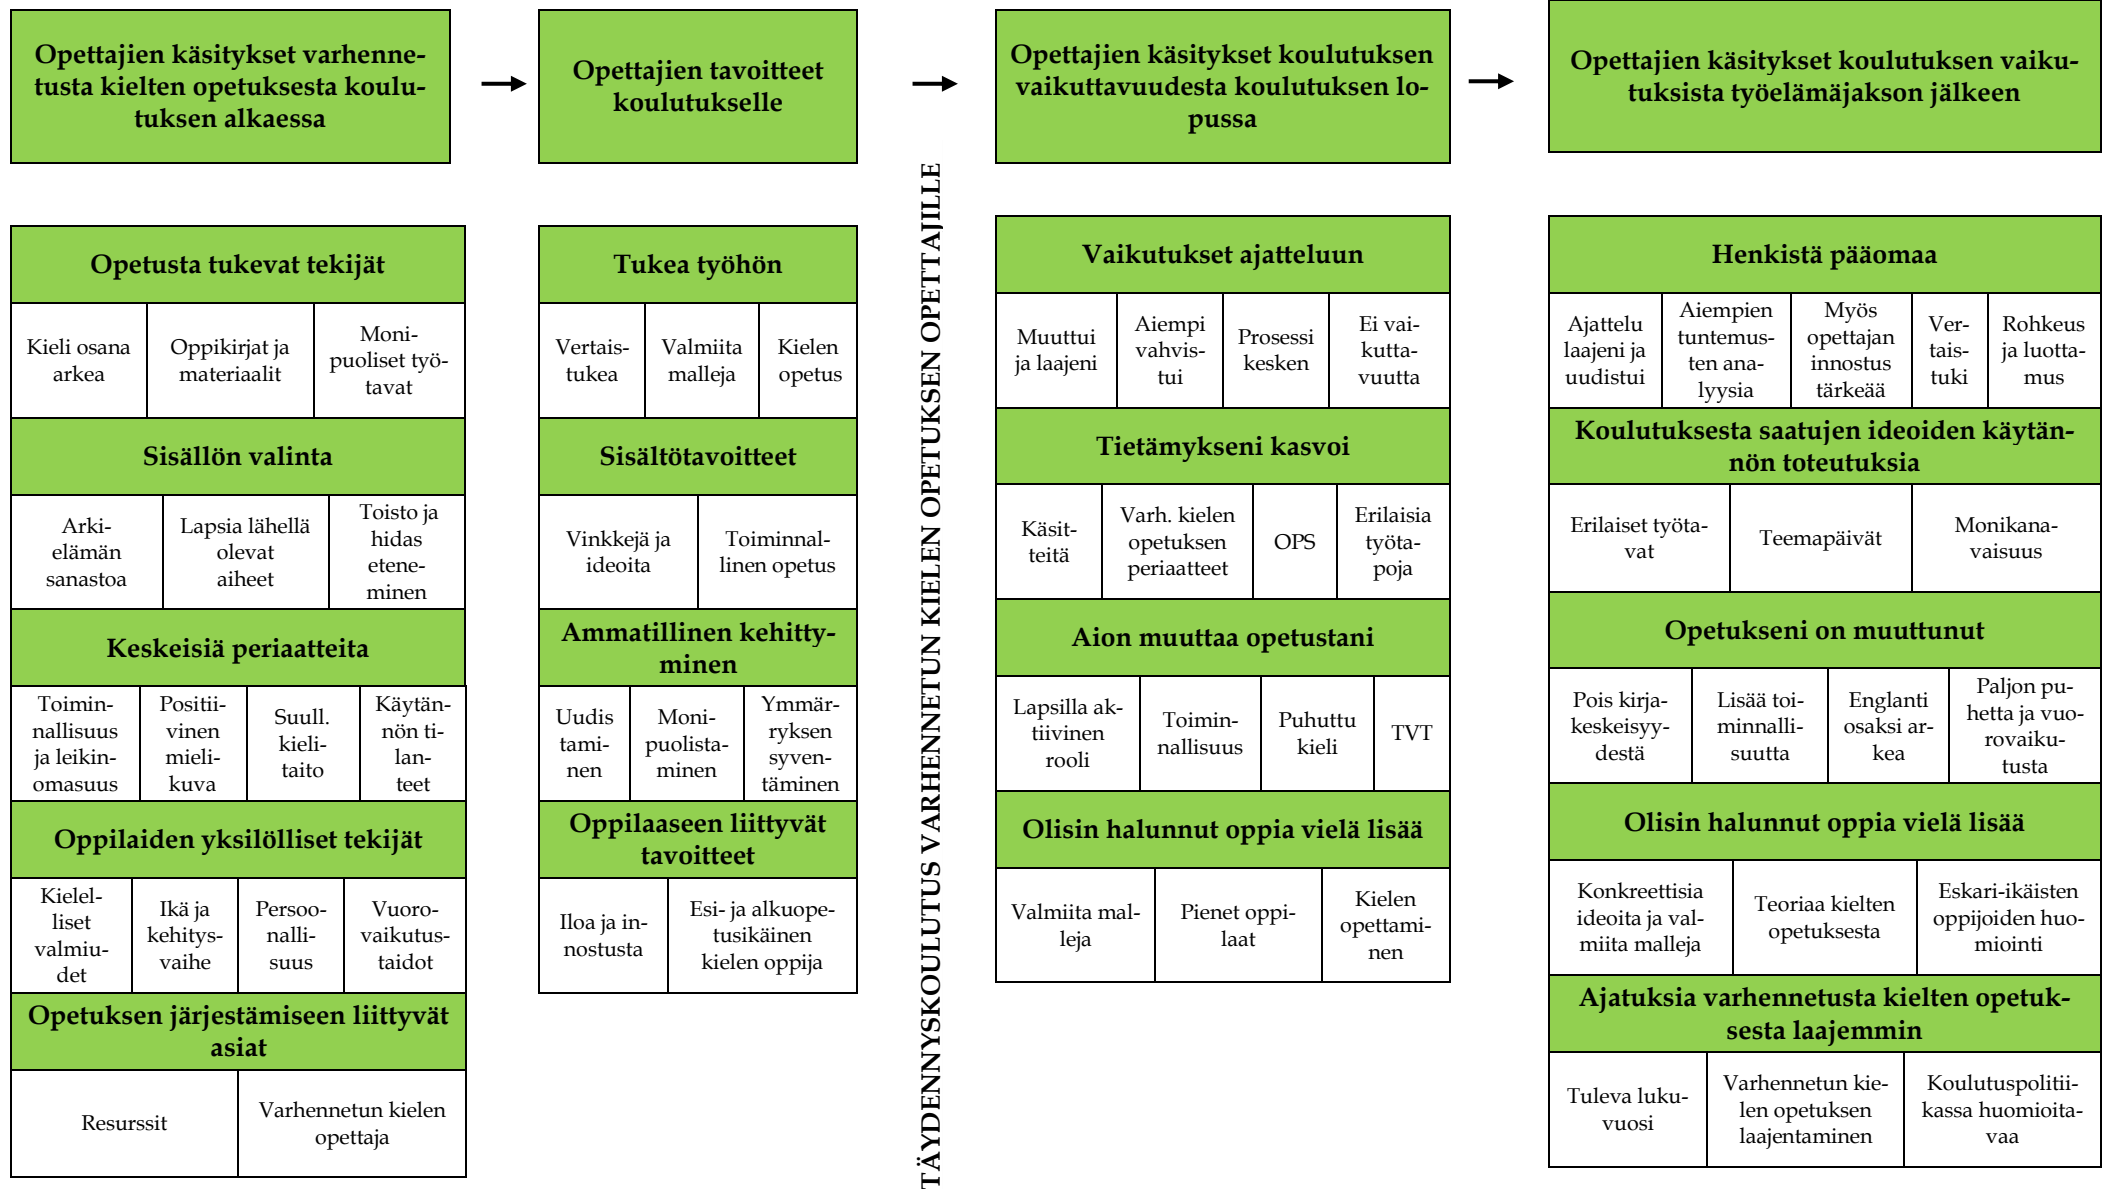 Opettajien käsitykset varhenne-
tusta kielten opetuksesta koulu-
tuksen alkaessa
Opettajien tavoitteet
koulutukselle
Opettajien käsitykset koulutuksen
vaikuttavuudesta koulutuksen lo-
pussa
Opettajien käsitykset koulutuksen vaiku-
tuksista työelämäjakson jälkeen
Opetusta tukevat tekijät
Kieli osana
arkea
Oppikirjat ja
materiaalit
Moni-
puoliset työ-
tavat
Sisällön valinta
Arki-
elämän
sanastoa
Lapsia lähellä
olevat
aiheet
Toisto ja
hidas
etene-
minen
Keskeisiä periaatteita
Toimin-
nallisuus
ja leikin-
omasuus
Positii-
vinen
mieli-
kuva
Suull.
kieli-
taito
Käytän-
nön ti-
lan-
teet
Oppilaiden yksilölliset tekijät
Kielel-
liset
valmiu-
det
Ikä ja
kehitys-
vaihe
Persoo-
nalli-
suus
Vuoro-
vaikutus-
taidot
Opetuksen järjestämiseen liittyvät
asiat
Resurssit
Varhennetun kielen
opettaja
Tukea työhön
Vertais-
tukea
Valmiita
malleja
Kielen
opetus
Sisältötavoitteet
Vinkkejä ja
ideoita
Toiminnal-
linen opetus
Ammatillinen kehitty-
minen
Uudis
tami-
nen
Moni-
puolista-
minen
Ymmär-
ryksen
syven-
täminen
Oppilaaseen liittyvät
tavoitteet
Iloa ja in-
nostusta
Esi- ja alkuope-
tusikäinen
kielen oppija
TÄYDENNYSKOULUTUS VARHENNETUN KIELEN OPETUKSEN OPETTAJILLE
Vaikutukset ajatteluun
Muuttui
ja laajeni
Aiempi
vahvis-
tui
Prosessi
kesken
Ei vai-
kutta-
vuutta
Tietämykseni kasvoi
Käsit-
teitä
Varh. kielen
opetuksen
periaatteet
OPS
Erilaisia
työta-
poja
Aion muuttaa opetustani
Lapsilla ak-
tiivinen
rooli
Toimin-
nallisuus
Puhuttu
kieli
TVT
Olisin halunnut oppia vielä lisää
Valmiita mal-
leja
Pienet oppi-
laat
Kielen
opettami-
nen
Henkistä pääomaa
Ajattelu
laajeni ja
uudistui
Aiempien
tuntemus-
ten ana-
lyysia
Myös
opettajan
innostus
tärkeää
Ver-
tais-
tuki
Rohkeus
ja luotta-
mus
Koulutuksesta saatujen ideoiden käytän-
nön toteutuksia
Erilaiset työta-
vat
Teemapäivät
Monikana-
vaisuus
Opetukseni on muuttunut
Pois kirja-
keskeisyy-
destä
Lisää toi-
minnalli-
suutta
Englanti
osaksi ar-
kea
Paljon pu-
hetta ja vuo-
rovaiku-
tusta
Olisin halunnut oppia vielä lisää
Konkreettisia
ideoita ja val-
miita malleja
Teoriaa kielten
opetuksesta
Eskari-ikäisten
oppijoiden huo-
miointi
Ajatuksia varhennetusta kielten opetuk-
sesta laajemmin
Tuleva luku-
vuosi
Varhennetun kie-
len opetuksen
laajentaminen
Koulutuspolitii-
kassa huomioita-
vaa